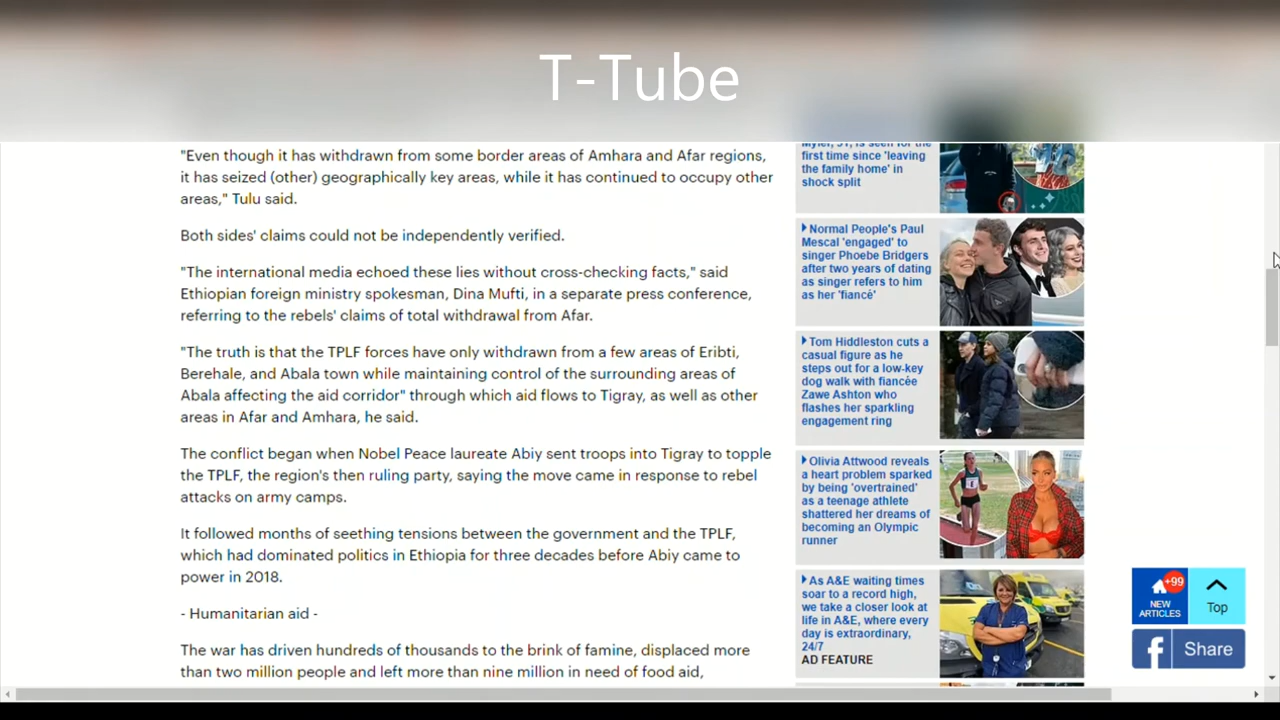 T-Tube
"Even though it has withdrawn from some border areas of Amhara and Afar regions,
it has seized (other) geographically key areas, while it has continued to occupy other
areas," Tulu said.
Both sides' claims could not be independently verified.
"The international media echoed these lies without cross-checking facts," said
Ethiopian foreign ministry spokesman, Dina Mufti, in a separate press conference,
referring to the rebels' claims of total withdrawal from Afar.
"The truth is that the TPLF forces have only withdrawn from a few areas of Eribti,
Berehale, and Abala town while maintaining control of the surrounding areas of
Abala affecting the aid corridor" through which aid flows to Tigray, as well as other
areas in Afar and Amhara, he said.
The conflict began when Nobel Peace laureate Abiy sent troops into Tigray to topple
the TPLF, the region's then ruling party, saying the move came in response to rebel
attacks on army camps.
It followed months of seething tensions between the government and the TPLF,
which had dominated politics in Ethiopia for three decades before Abiy came to
power in 2018.
- Humanitarian aid -
The war has driven hundreds of thousands to the brink of famine, displaced more
than two million people and left more than nine million in need of food aid,
first time since 'leaving
the family home' in
shock split
Normal People's Paul
Mescal 'engaged' to
singer Phoebe Bridgers
after two years of dating
as singer refers to him
as her 'fiancé'
Tom Hiddleston cuts a
casual figure as he
steps out for a low-key
dog walk with fiancée
Zawe Ashton who
flashes her sparkling
engagement ring
Olivia Attwood reveals
a heart problem sparked
by being 'overtrained'
as a teenage athlete
shattered her dreams of
becoming an Olympic
runner
As A&E waiting times
soar to a record high,
we take a closer look at
life in A&E, where every
day is extraordinary,
24/7
AD FEATURE
+99
NEW
ARTICLES
Top
f Share